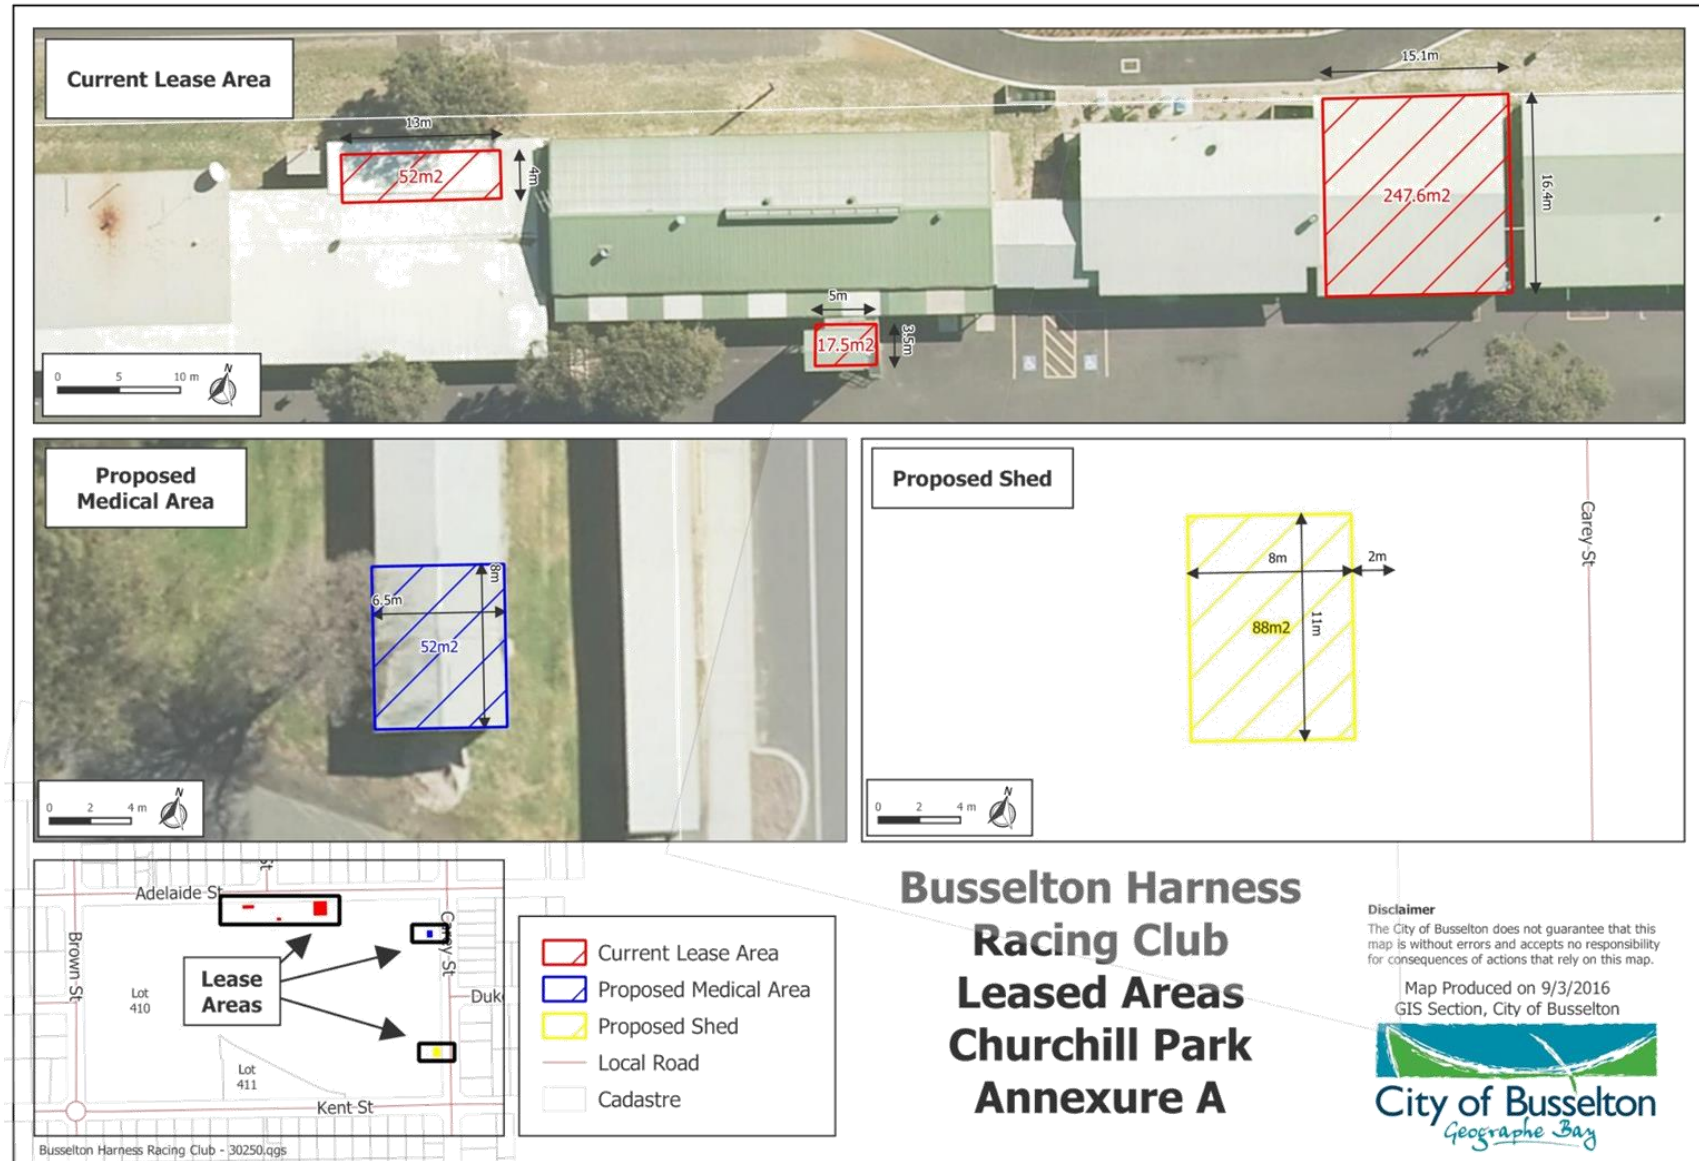 Current Lease Area
15.1m
13m
52m2
4m
247.6m2
16.4m
5m
17.5m2
3.5m
0 5 10 m
N
Proposed
Medical Area
8m
6.5m
52m2
0 2 4 m
N
Proposed Shed
Carey St
8m
2m
11m
88m2
0 2 4 m
N
St
Adelaide St
Brown St
Carey St
Lease
Areas
Lot
410
Duk
Lot
411
Kent St
Busselton Harness Racing Club - 30250.qgs
Current Lease Area
Proposed Medical Area
Proposed Shed
Local Road
Cadastre
Busselton Harness
Racing Club
Leased Areas
Churchill Park
Annexure A
Disclaimer
The City of Busselton does not guarantee that this
map is without errors and accepts no responsibility
for consequences of actions that rely on this map.
Map Produced on 9/3/2016
GIS Section, City of Busselton
City of Busselton
Geographe Bay